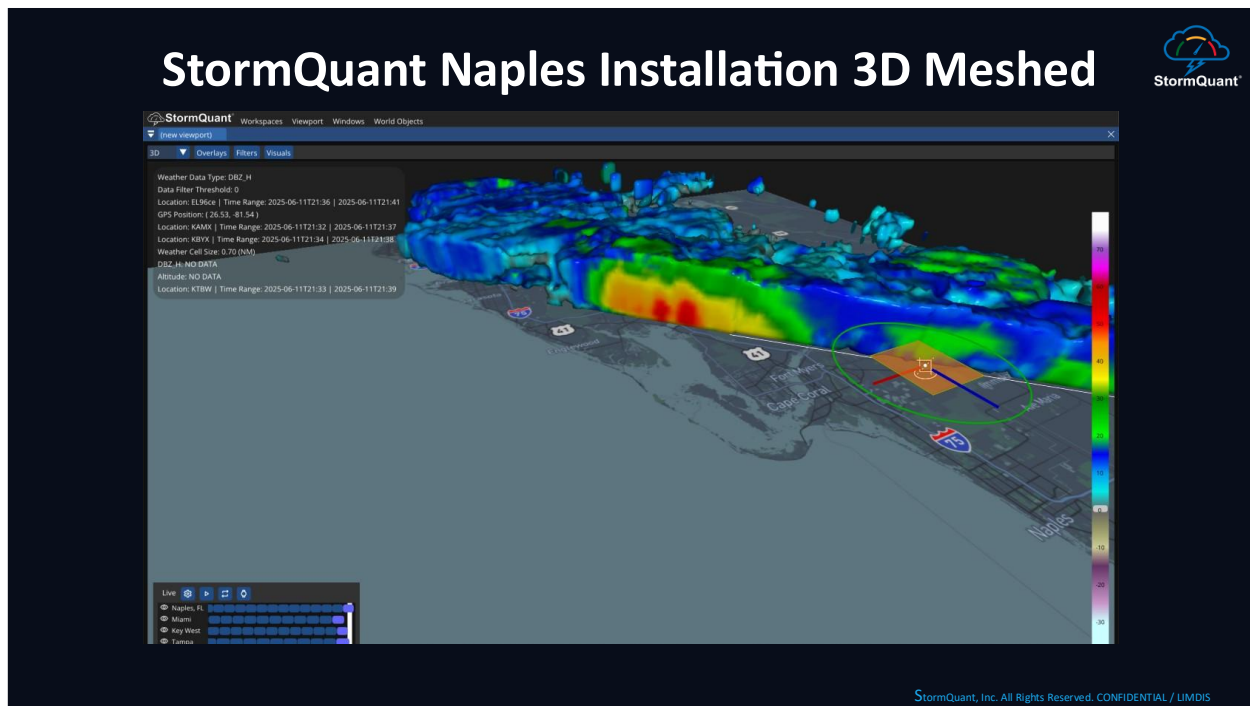 StormQuant Naples Installation 3D Meshed
StormQuant
StormQuant Workspaces Viewport Windows World Objects
(new viewport)
3D Overlays Filters Visuals
Weather Data Type: DBZ_H
Data Filter Threshold: 0
Location: EL96ce | Time Range: 2025-06-11T21:36 | 2025-06-11T21:41
GPS Position: ( 26.53, -81.54 )
Location: KAMX | Time Range: 2025-06-11T21:32 | 2025-06-11T21:37
Location: KBYX | Time Range: 2025-06-11T21:34 | 2025-06-11T21:38
Weather Cell Size: 0.70 (NM)
DBZ_H: NO DATA
Altitude: NO DATA
Location: KTBW | Time Range: 2025-06-11T21:33 | 2025-06-11T21:39
75
41
Englewood
41
Fort Myers
Cape Coral
75
Naples
70
40
20
10
0
-10
-20
-30
Live
Naples, FL
Miami
Key West
Tampa
StormQuant, Inc. All Rights Reserved. CONFIDENTIAL / LIMDIS